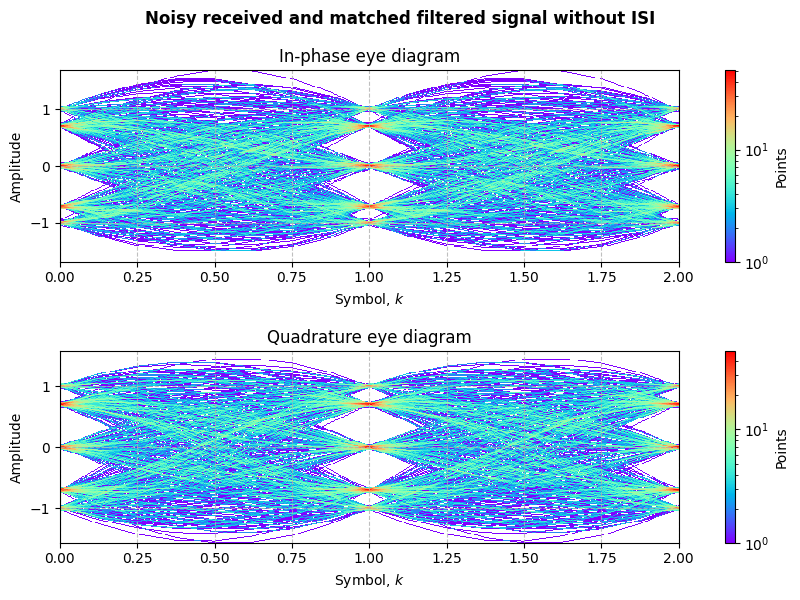 Noisy received and matched filtered signal without ISI
In-phase eye diagram
Amplitude
1
0
−1
0.00 0.25 0.50 0.75 1.00 1.25 1.50 1.75 2.00
Symbol, k
10¹
10⁰
Points
Quadrature eye diagram
Amplitude
1
0
−1
0.00 0.25 0.50 0.75 1.00 1.25 1.50 1.75 2.00
Symbol, k
10¹
10⁰
Points